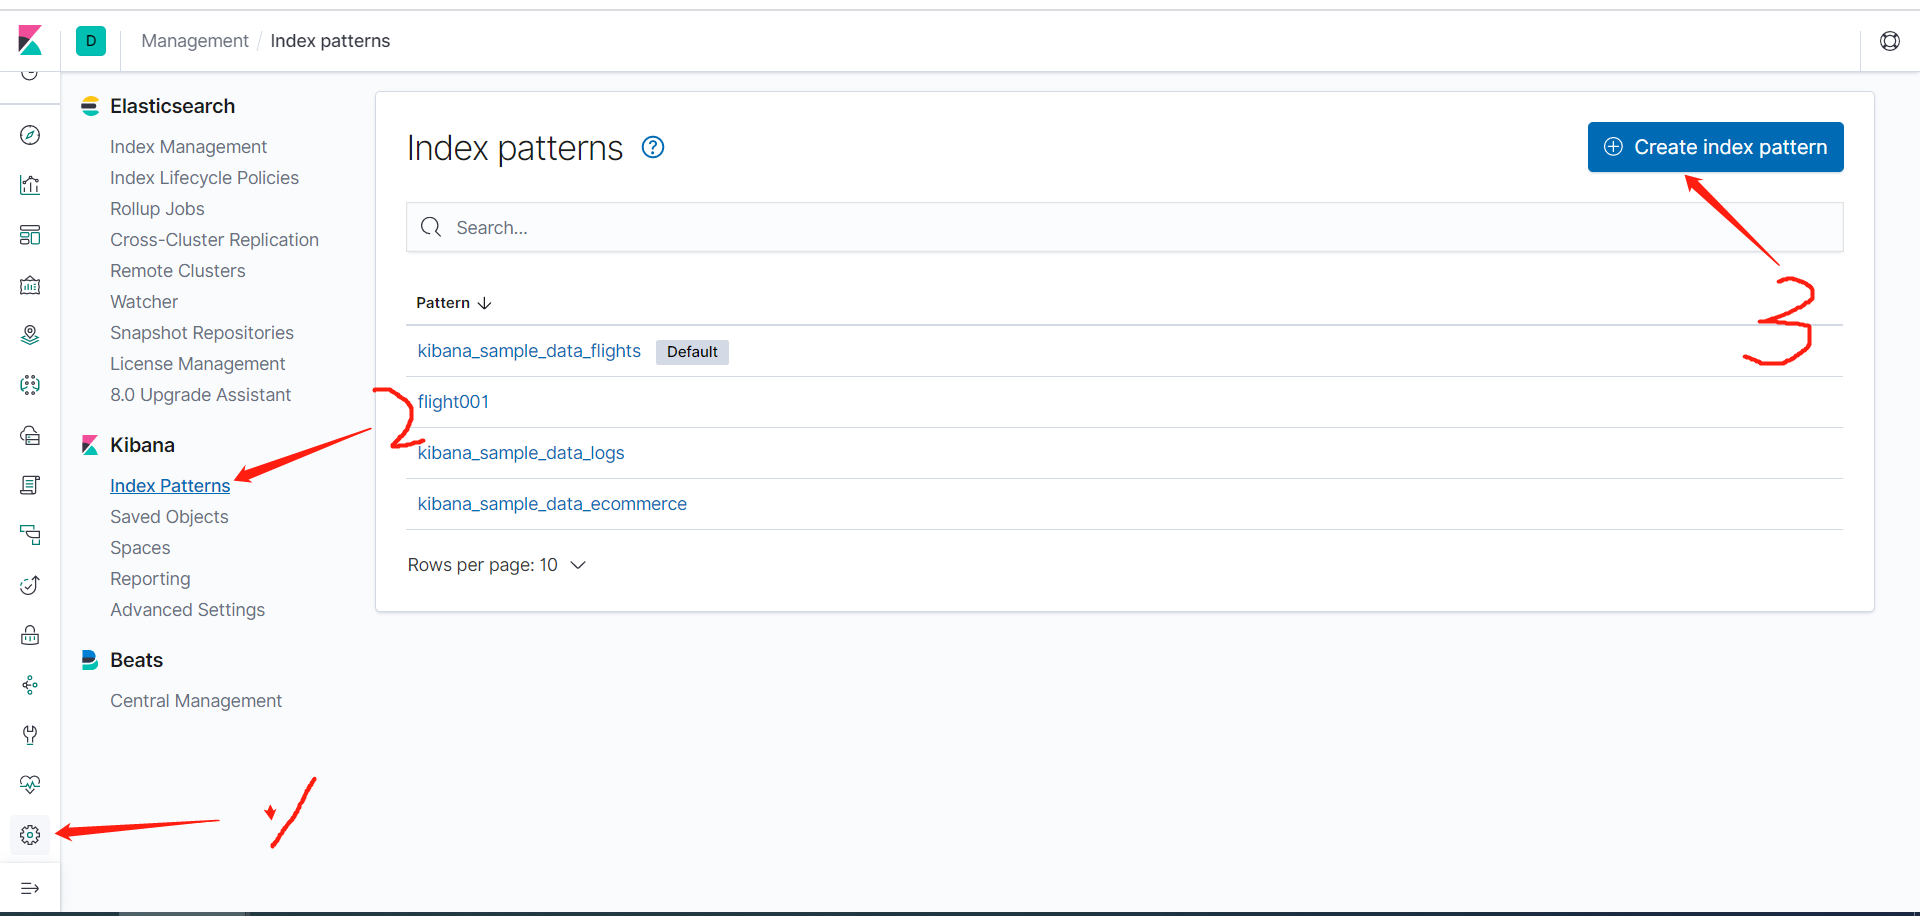 D Management / Index patterns
Elasticsearch
Index Management
Index Lifecycle Policies
Rollup Jobs
Cross-Cluster Replication
Remote Clusters
Watcher
Snapshot Repositories
License Management
8.0 Upgrade Assistant
Kibana
Index Patterns
Saved Objects
Spaces
Reporting
Advanced Settings
Beats
Central Management
Index patterns ?
Create index pattern
Search...
Pattern
kibana_sample_data_flights Default
flight001
kibana_sample_data_logs
kibana_sample_data_ecommerce
Rows per page: 10
1
2
3